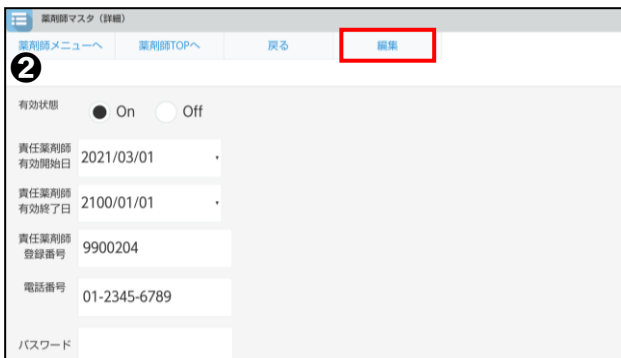 薬剤師マスタ（詳細）
薬剤師メニューへ 薬剤師TOPへ 戻る 編集
❷
有効状態 On Off
責任薬剤師
有効開始日 2021/03/01
責任薬剤師
有効終了日 2100/01/01
責任薬剤師
登録番号 9900204
電話番号 01-2345-6789
パスワード